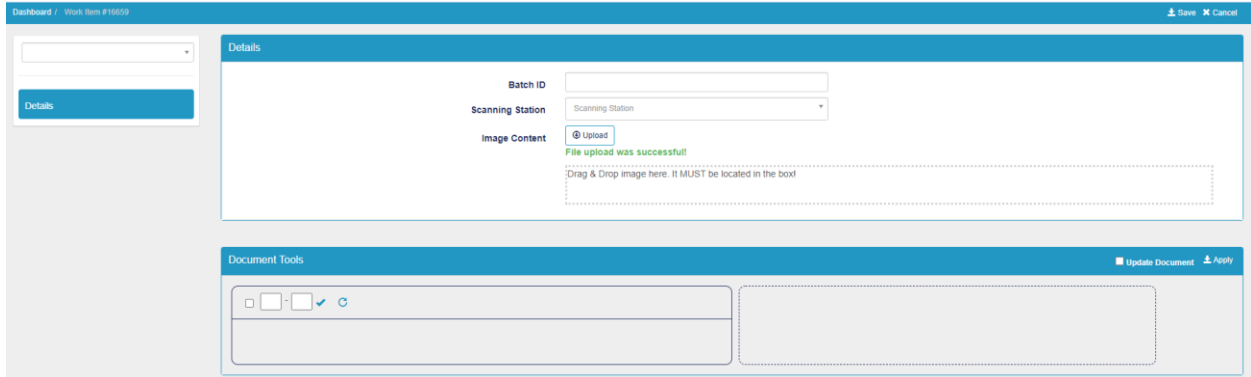 Dashboard / Work Item #16659
Save Cancel
Details
Details
Batch ID
Scanning Station
Scanning Station
Image Content
Upload
File upload was successful!
Drag & Drop image here. It MUST be located in the box!
Document Tools
Update Document Apply
-